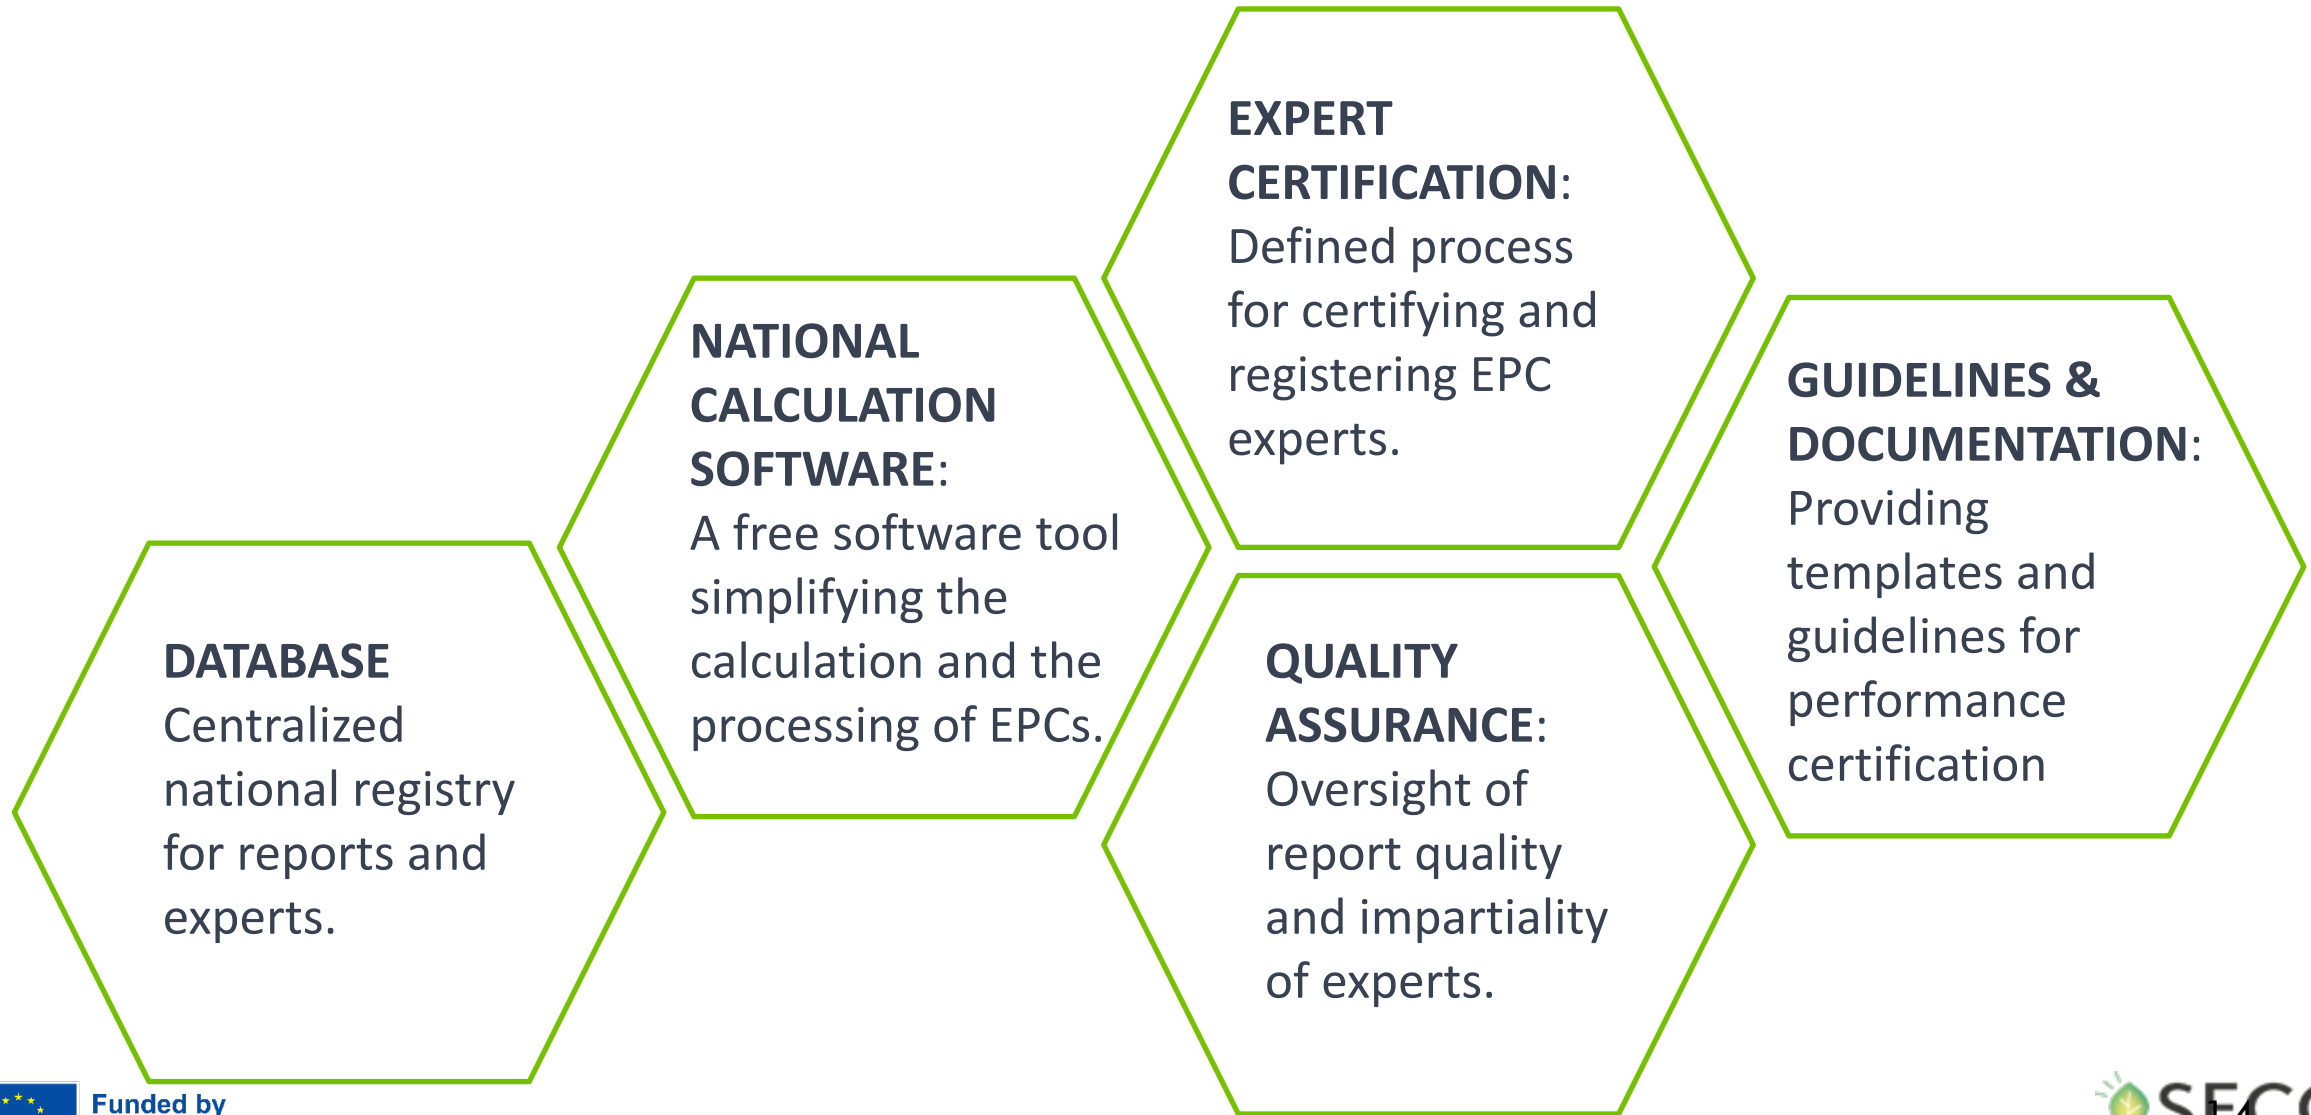 EXPERT
CERTIFICATION:
Defined process
for certifying and
registering EPC
experts.
NATIONAL
CALCULATION
SOFTWARE:
A free software tool
simplifying the
calculation and the
processing of EPCs.
GUIDELINES &
DOCUMENTATION:
Providing
templates and
guidelines for
performance
certification
DATABASE
Centralized
national registry
for reports and
experts.
QUALITY
ASSURANCE:
Oversight of
report quality
and impartiality
of experts.
Funded by